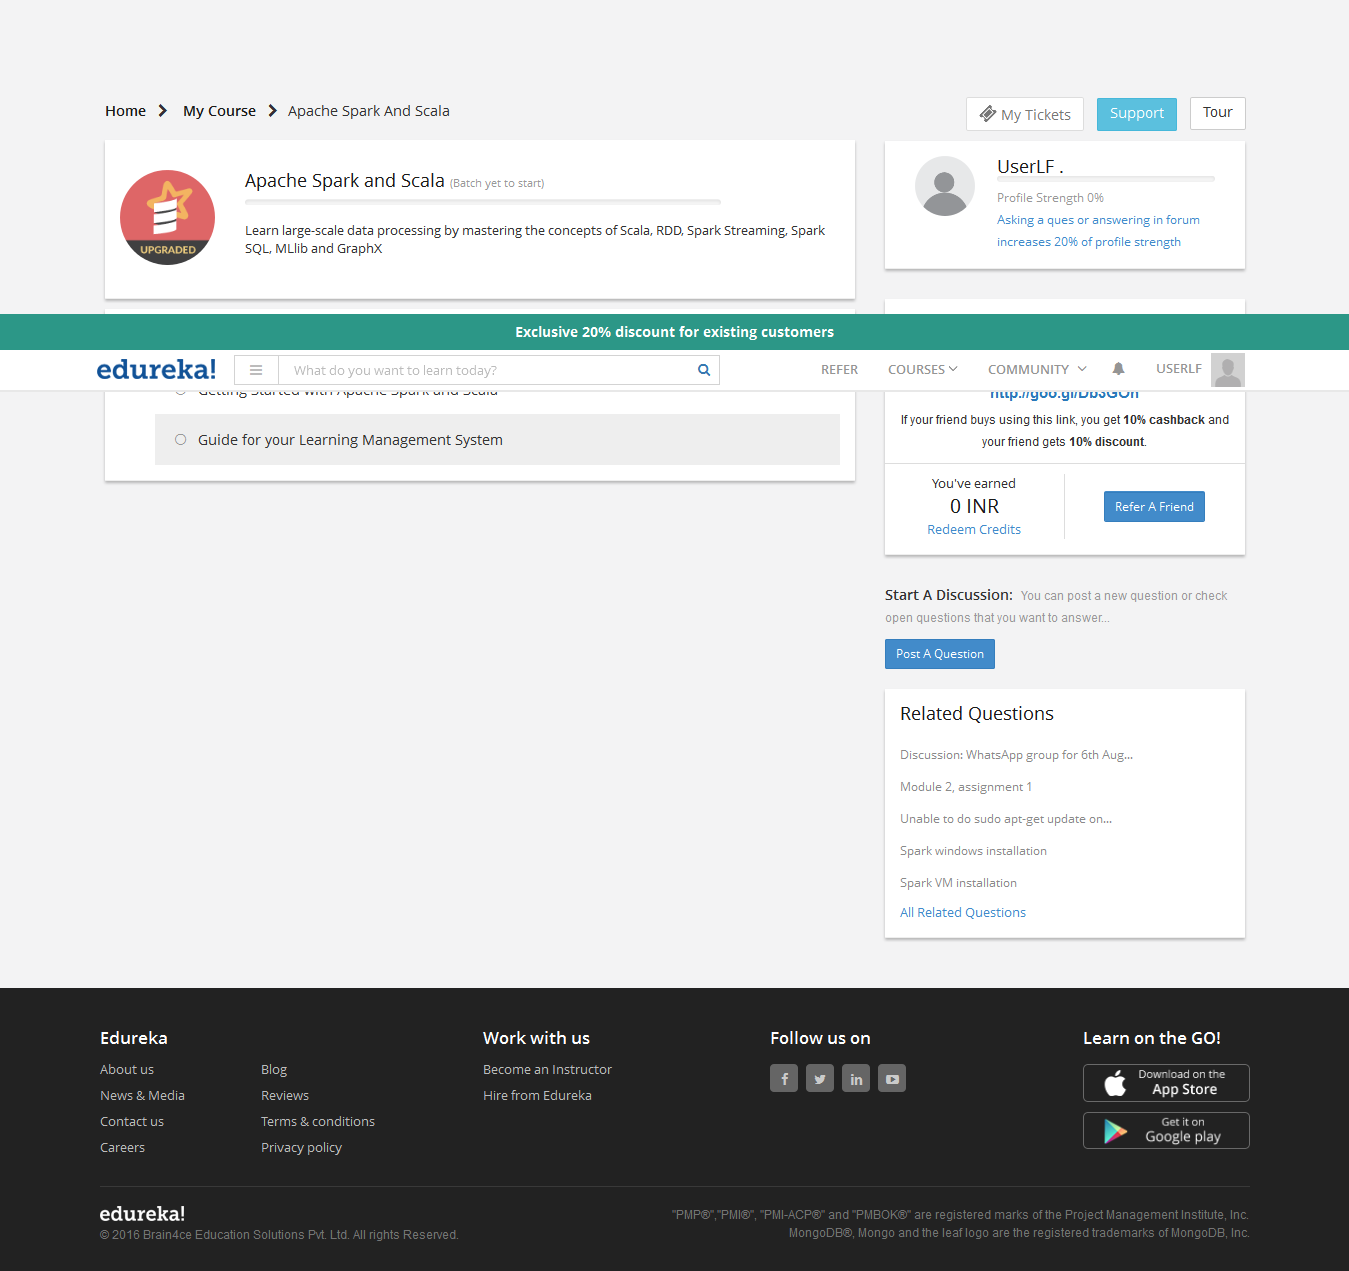 Home > My Course > Apache Spark And Scala
My Tickets
Support
Tour
UPGRADED
Apache Spark and Scala (Batch yet to start)
Learn large-scale data processing by mastering the concepts of Scala, RDD, Spark Streaming, Spark
SQL, MLlib and GraphX
UserLF .
Profile Strength 0%
Asking a ques or answering in forum
increases 20% of profile strength
Exclusive 20% discount for existing customers
edureka!
What do you want to learn today?
REFER
COURSES
COMMUNITY
USERLF
Getting Started with Apache Spark and Scala
Guide for your Learning Management System
http://goo.gl/Db3GOn
If your friend buys using this link, you get 10% cashback and
your friend gets 10% discount.
You've earned
0 INR
Redeem Credits
Refer A Friend
Start A Discussion: You can post a new question or check
open questions that you want to answer...
Post A Question
Related Questions
Discussion: WhatsApp group for 6th Aug...
Module 2, assignment 1
Unable to do sudo apt-get update on...
Spark windows installation
Spark VM installation
All Related Questions
Edureka
About us
News & Media
Contact us
Careers
Blog
Reviews
Terms & conditions
Privacy policy
Work with us
Become an Instructor
Hire from Edureka
Follow us on
Learn on the GO!
Download on the
App Store
Get it on
Google play
edureka!
© 2016 Brain4ce Education Solutions Pvt. Ltd. All rights Reserved.
"PMP®","PMI®", "PMI-ACP®" and "PMBOK®" are registered marks of the Project Management Institute, Inc.
MongoDB®, Mongo and the leaf logo are the registered trademarks of MongoDB, Inc.